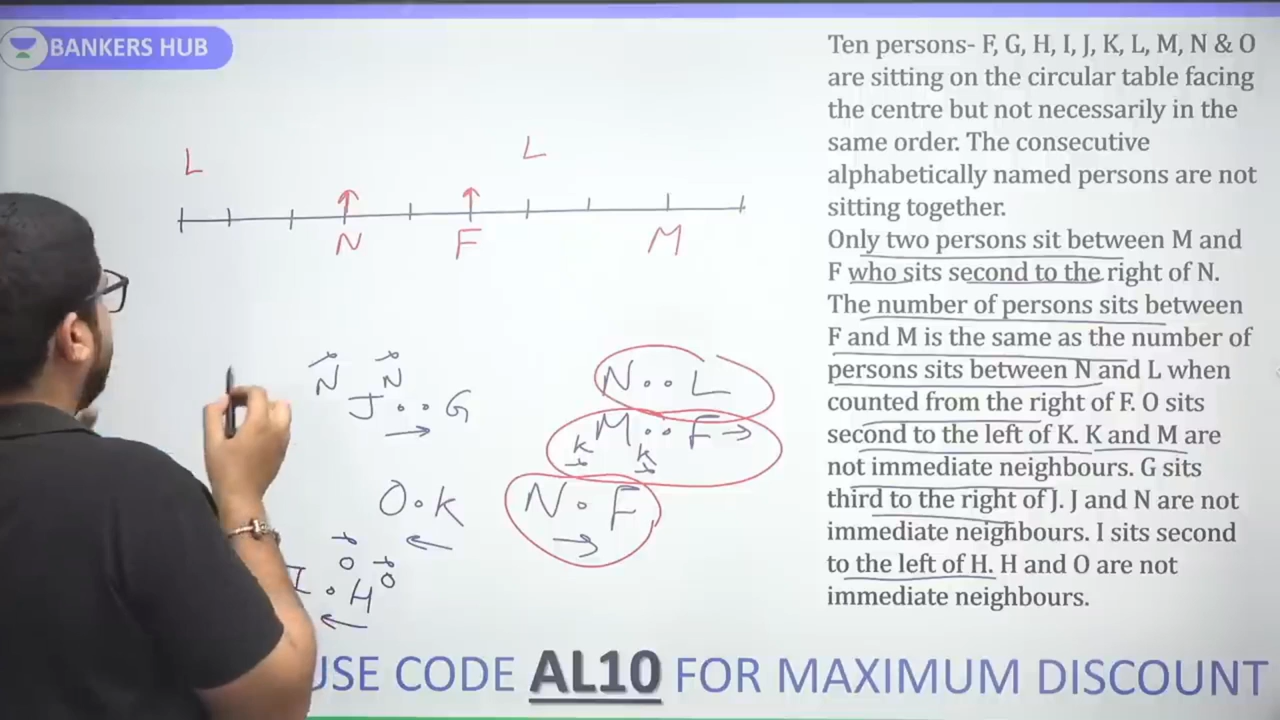 BANKERS HUB
Ten persons- F, G, H, I, J, K, L, M, N & O
are sitting on the circular table facing
the centre but not necessarily in the
same order. The consecutive
alphabetically named persons are not
sitting together.
Only two persons sit between M and
F who sits second to the right of N.
The number of persons sits between
F and M is the same as the number of
persons sits between N and L when
counted from the right of F. O sits
second to the left of K. K and M are
not immediate neighbours. G sits
third to the right of J. J and N are not
immediate neighbours. I sits second
to the left of H. H and O are not
immediate neighbours.
L L
N F M
N N
J . . G
N . . L
M . . F
K K
O . K
N . F
O O
I . H
USE CODE AL10 FOR MAXIMUM DISCOUNT